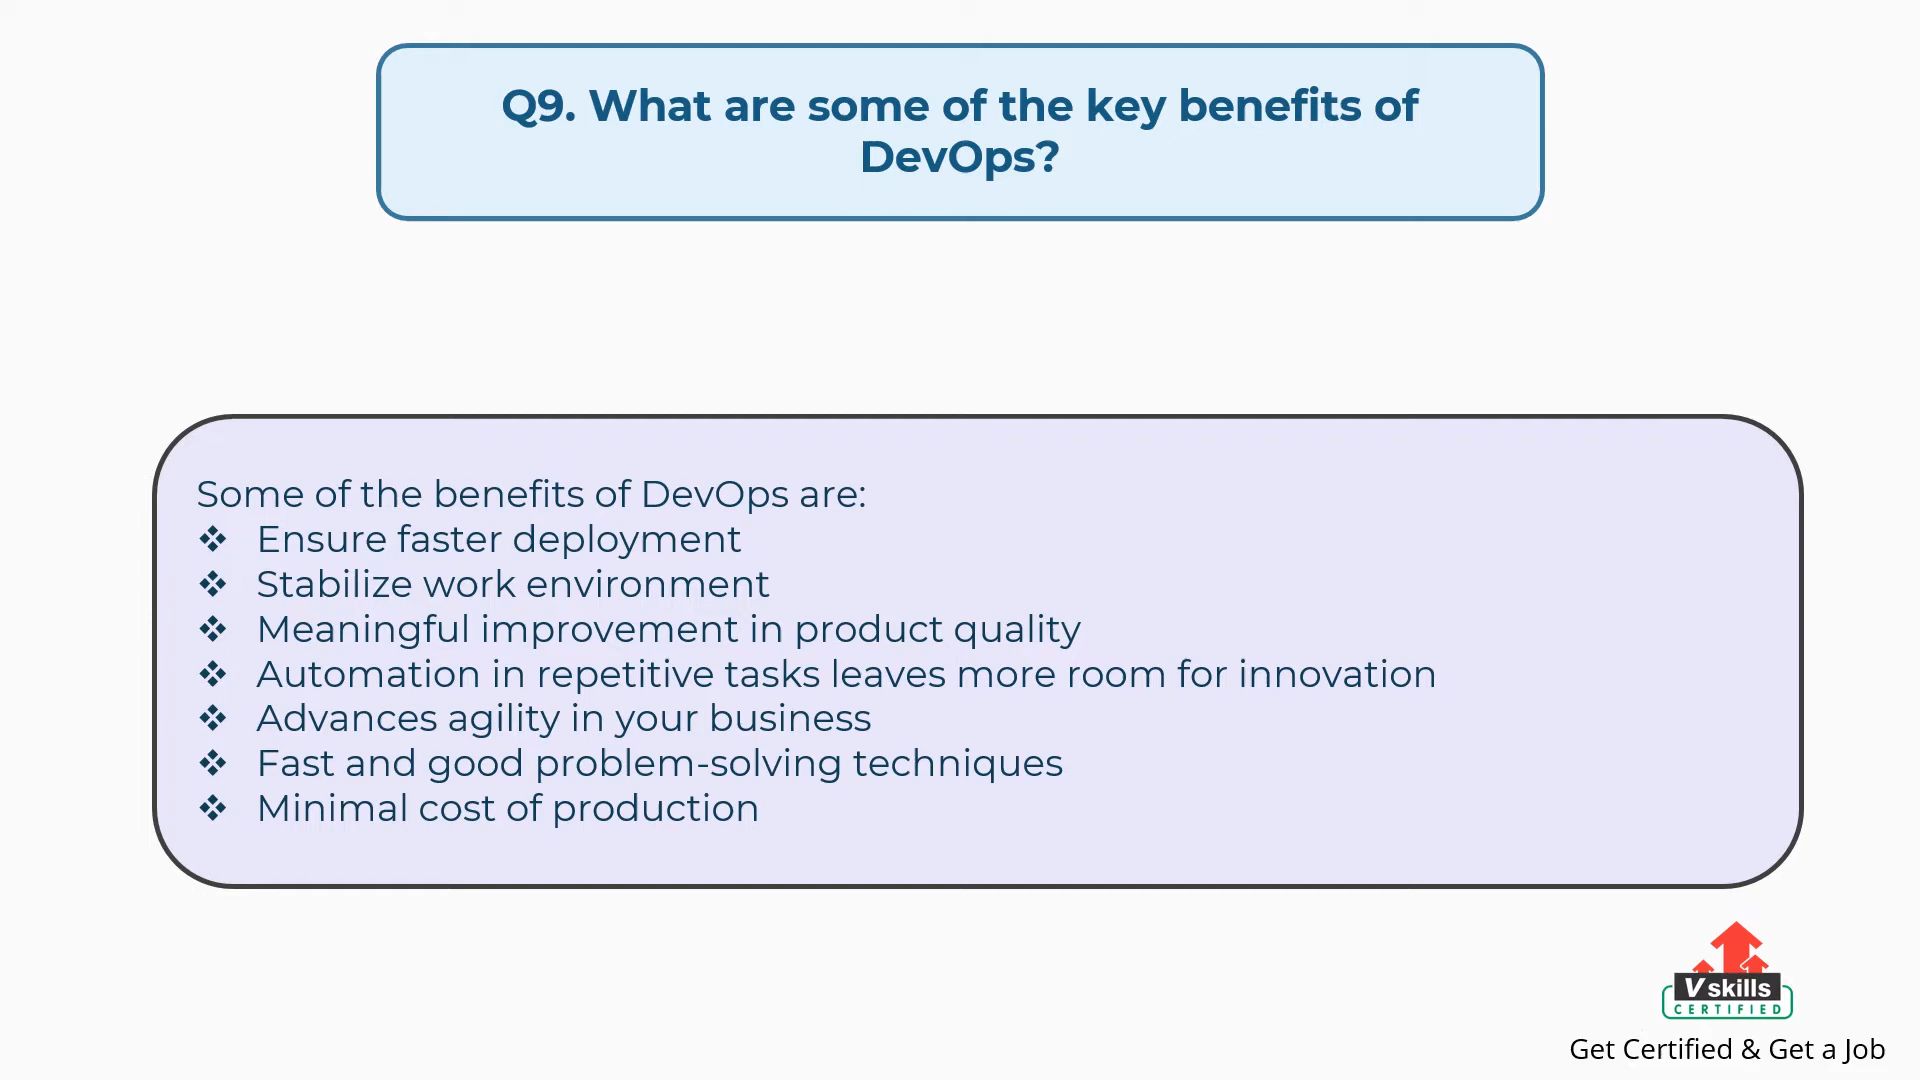 Q9. What are some of the key benefits of
DevOps?
Some of the benefits of DevOps are:
❖ Ensure faster deployment
❖ Stabilize work environment
❖ Meaningful improvement in product quality
❖ Automation in repetitive tasks leaves more room for innovation
❖ Advances agility in your business
❖ Fast and good problem-solving techniques
❖ Minimal cost of production
Vskills
CERTIFIED
Get Certified & Get a Job